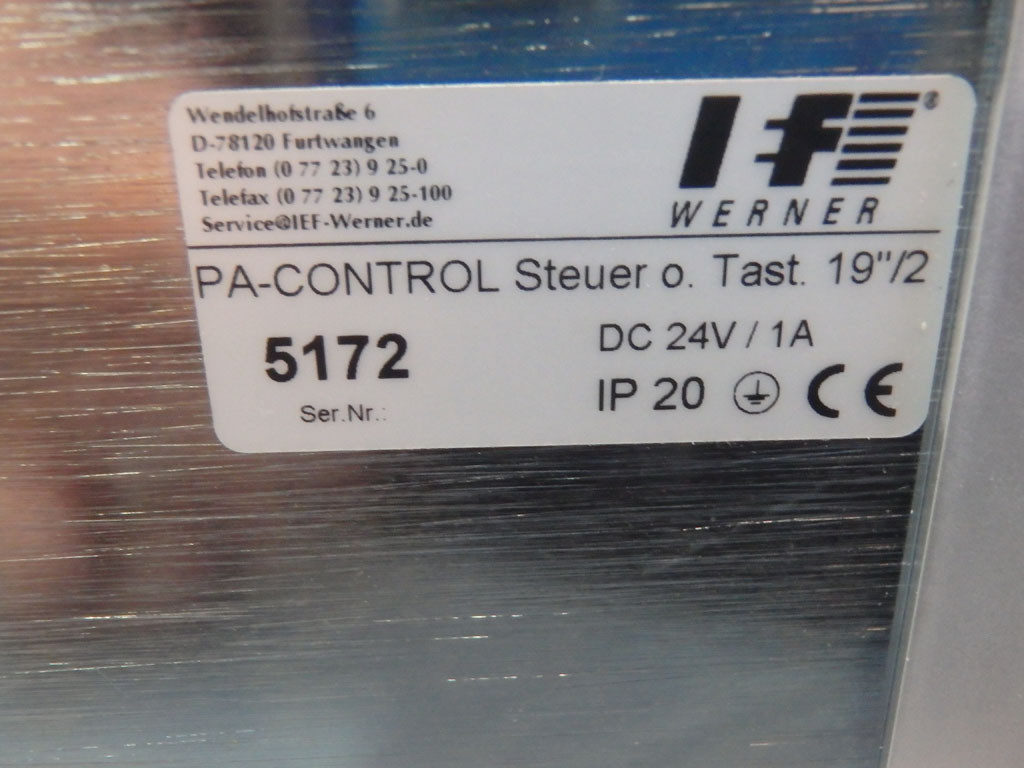 Wendelhofstraße 6
D-78120 Furtwangen
Telefon (0 77 23) 9 25-0
Telefax (0 77 23) 9 25-100
Service@IEF-Werner.de
IEF®
WERNER
PA-CONTROL Steuer o. Tast. 19"/2
5172
Ser.Nr.:
DC 24V / 1A
IP 20 CE